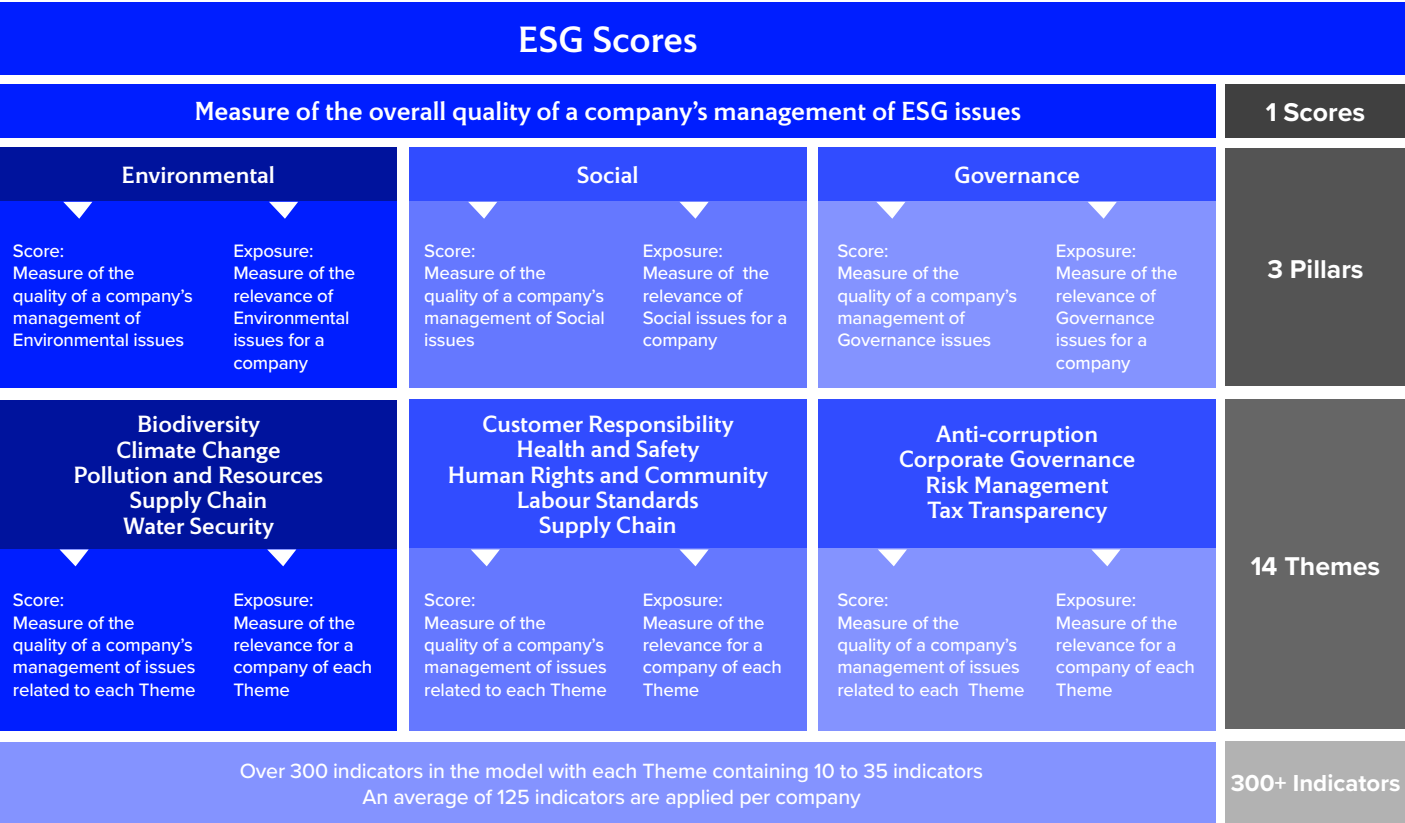 ESG Scores
Measure of the overall quality of a company's management of ESG issues
1 Scores
Environmental
Score:
Measure of the
quality of a company's
management of
Environmental issues
Exposure:
Measure of the
relevance of
Environmental
issues for a
company
Social
Score:
Measure of the
quality of a company's
management of Social
issues
Exposure:
Measure of the
relevance of
Social issues for a
company
Governance
Score:
Measure of the
quality of a company's
management of
Governance issues
Exposure:
Measure of the
relevance of
Governance
issues for a
company
3 Pillars
Biodiversity
Climate Change
Pollution and Resources
Supply Chain
Water Security
Score:
Measure of the
quality of a company's
management of issues
related to each Theme
Exposure:
Measure of the
relevance for a
company of each
Theme
Customer Responsibility
Health and Safety
Human Rights and Community
Labour Standards
Supply Chain
Score:
Measure of the
quality of a company's
management of issues
related to each Theme
Exposure:
Measure of the
relevance for a
company of each
Theme
Anti-corruption
Corporate Governance
Risk Management
Tax Transparency
Score:
Measure of the
quality of a company's
management of issues
related to each Theme
Exposure:
Measure of the
relevance for a
company of each
Theme
14 Themes
Over 300 indicators in the model with each Theme containing 10 to 35 indicators
An average of 125 indicators are applied per company
300+ Indicators